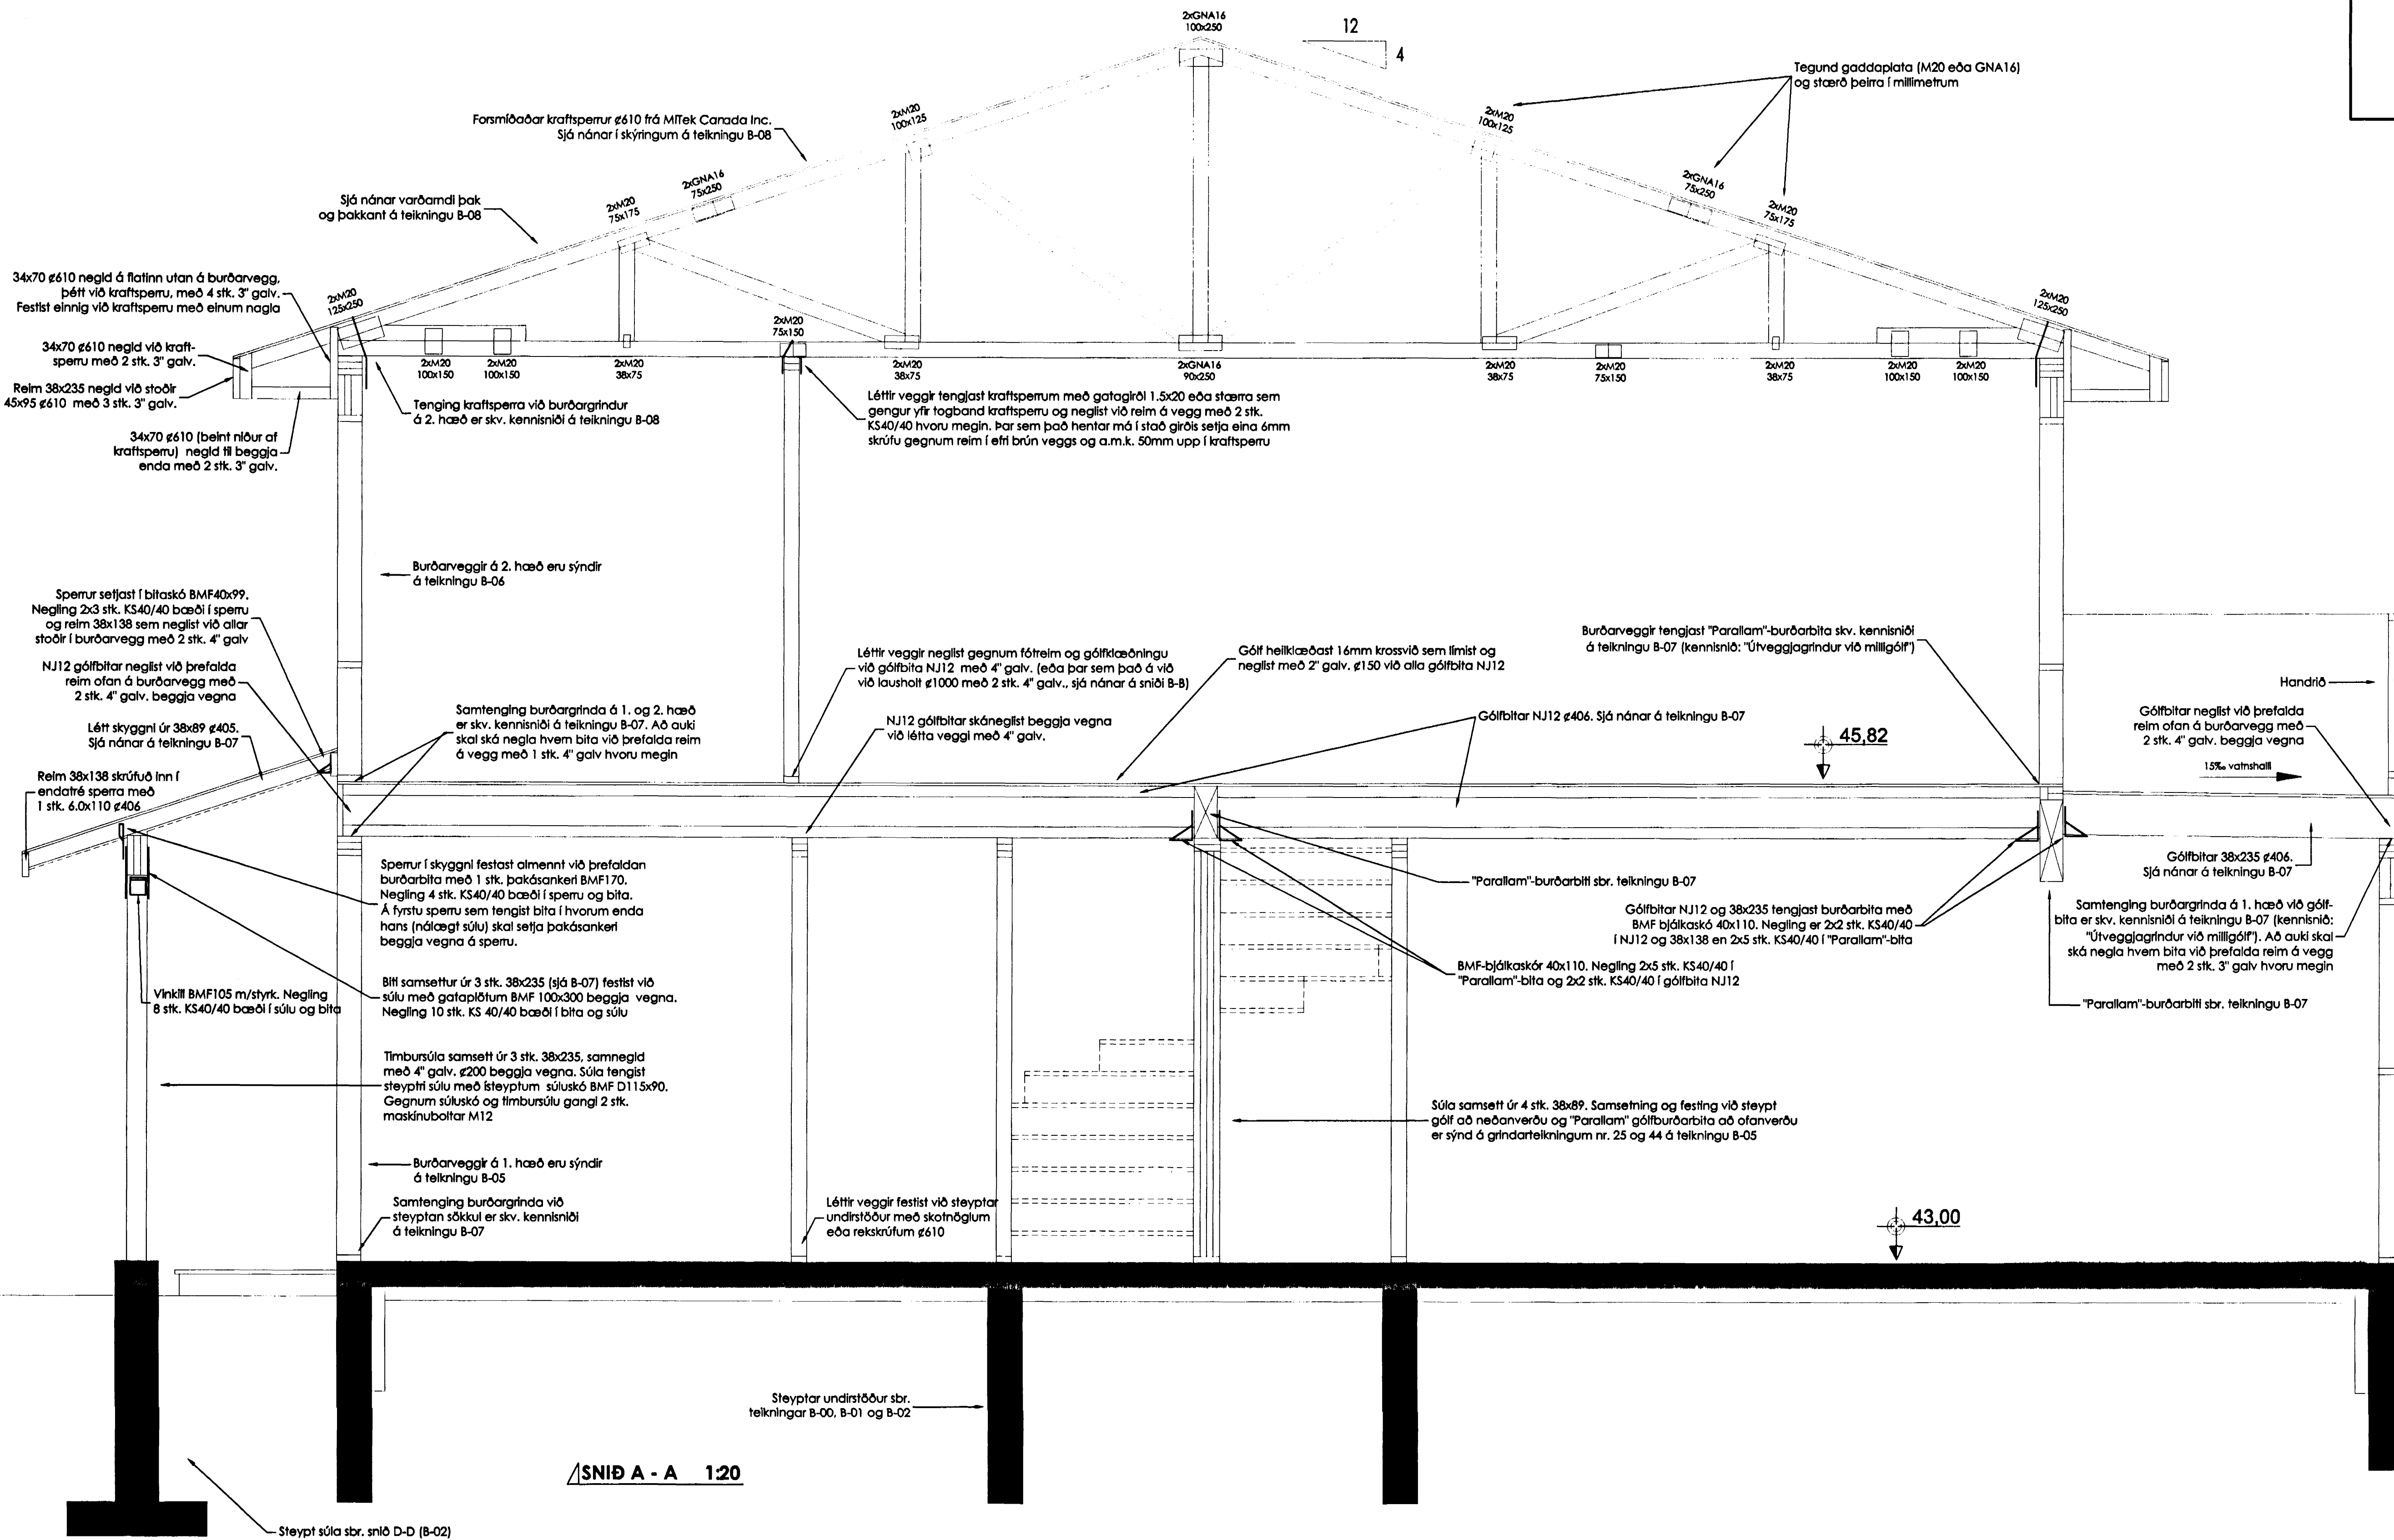 2xGNA16
100x250
12
4
Tegund gaddaplata (M20 eða GNA16)
og stærð þeirra í millimetrum
Forsmíðaðar kraftsperrur ¢610 frá MiTek Canada Inc.
Sjá nánar í skýringum á teikningu B-08
2xM20
100x125
2xM20
100x125
2xGNA16
75x250
2xGNA16
75x250
Sjá nánar varðarndi þak
og þakkant á teikningu B-08
2xM20
75x175
2xM20
75x175
34x70 ¢610 negld á flatinn utan á burðarvegg,
þétt við kraftsperru, með 4 stk. 3" galv.
Festist einnig við kraftsperru með einum nagla
2xM20
125x250
2xM20
125x250
2xM20
75x150
34x70 ¢610 negld við kraft-
sperru með 2 stk. 3" galv.
Reim 38x235 negld við stoðir
45x95 ¢610 með 3 stk. 3" galv.
34x70 ¢610 (beint niður af
kraftsperru) negld til beggja
enda með 2 stk. 3" galv.
2xM20
100x150
2xM20
100x150
2xM20
38x75
2xM20
38x75
2xGNA16
90x250
2xM20
38x75
2xM20
75x150
2xM20
38x75
2xM20
100x150
2xM20
100x150
Tenging kraftsperra við burðargrindur
á 2. hæð er skv. kennisniði á teikningu B-08
Léttir veggir tengjast kraftsperrum með gatagirði 1.5x20 eða stærra sem
gengur yfir togband kraftsperru og neglist við reim á vegg með 2 stk.
KS40/40 hvoru megin. Þar sem það hentar má í stað girðis setja eina 6mm
skrúfu gegnum reim í efri brún veggs og a.m.k. 50mm upp í kraftsperru
Burðarveggir á 2. hæð eru sýndir
á teikningu B-06
Sperrur setjast í bitaskó BMF40x99.
Negling 2x3 stk. KS40/40 bæði í sperru
og reim 38x138 sem neglist við allar
stoðir í burðarvegg með 2 stk. 4" galv
NJ12 gólfbitar neglist við þrefalda
reim ofan á burðarvegg með
2 stk. 4" galv. beggja vegna
Létt skyggni úr 38x89 ¢405.
Sjá nánar á teikningu B-07
Reim 38x138 skrúfuð inn í
endatré sperra með
1 stk. 6.0x110 ¢406
Samtenging burðargrinda á 1. og 2. hæð
er skv. kennisniði á teikningu B-07. Að auki
skal ská negla hvern bita við þrefalda reim
á vegg með 1 stk. 4" galv hvoru megin
Léttir veggir neglist gegnum fótreim og gólfklæðningu
við gólfbita NJ12 með 4" galv. (eða þar sem það á við
við lausholt ¢1000 með 2 stk. 4" galv., sjá nánar á sniði B-B)
NJ12 gólfbitar skáneglist beggja vegna
við létta veggi með 4" galv.
Gólf heilklæðast 16mm krossvið sem límist og
neglist með 2" galv. ¢150 við alla gólfbita NJ12
Gólfbitar NJ12 ¢406. Sjá nánar á teikningu B-07
Burðarveggir tengjast "Parallam"-burðarbita skv. kennisniði
á teikningu B-07 (kennisnið: "Útveggjagrindur við milligólf")
45,82
Handrið
Gólfbitar neglist við þrefalda
reim ofan á burðarvegg með
2 stk. 4" galv. beggja vegna
15‰ vatnshalli
Sperrur í skyggni festast almennt við þrefaldan
burðarbita með 1 stk. þakásankeri BMF170.
Negling 4 stk. KS40/40 bæði í sperru og bita.
Á fyrstu sperru sem tengist bita í hvorum enda
hans (nálægt súlu) skal setja þakásankeri
beggja vegna á sperru.
"Parallam"-burðarbiti sbr. teikningu B-07
Gólfbitar NJ12 og 38x235 tengjast burðarbita með
BMF bjálkaskó 40x110. Negling er 2x2 stk. KS40/40
í NJ12 og 38x138 en 2x5 stk. KS40/40 í "Parallam"-bita
BMF-bjálkaskór 40x110. Negling 2x5 stk. KS40/40 í
"Parallam"-bita og 2x2 stk. KS40/40 í gólfbita NJ12
Gólfbitar 38x235 ¢406.
Sjá nánar á teikningu B-07
Samtenging burðargrinda á 1. hæð við gólf-
bita er skv. kennisniði á teikningu B-07 (kennisnið:
"Útveggjagrindur við milligólf"). Að auki skal
ská negla hvern bita við þrefalda reim á vegg
með 2 stk. 3" galv hvoru megin
"Parallam"-burðarbiti sbr. teikningu B-07
Vinkill BMF105 m/styrk. Negling
8 stk. KS40/40 bæði í súlu og bita
Biti samsettur úr 3 stk. 38x235 (sjá B-07) festist við
súlu með gataplötum BMF 100x300 beggja vegna.
Negling 10 stk. KS 40/40 bæði í bita og súlu
Timbursúla samsett úr 3 stk. 38x235, samnegld
með 4" galv. ¢200 beggja vegna. Súla tengist
steyptri súlu með ísteyptum súluskó BMF D115x90.
Gegnum súluskó og timbursúlu gangi 2 stk.
maskínuboltar M12
Súla samsett úr 4 stk. 38x89. Samsetning og festing við steypt
gólf að neðanverðu og "Parallam" gólfburðarbita að ofanverðu
er sýnd á grindarteikningum nr. 25 og 44 á teikningu B-05
Burðarveggir á 1. hæð eru sýndir
á teikningu B-05
Samtenging burðargrinda við
steyptan sökkul er skv. kennisniði
á teikningu B-07
Léttir veggir festist við steyptar
undirstöður með skotnöglum
eða rekskrúfum ¢610
43,00
Steyptar undirstöður sbr.
teikningar B-00, B-01 og B-02
SNIÐ A - A 1:20
Steypt súla sbr. snið D-D (B-02)